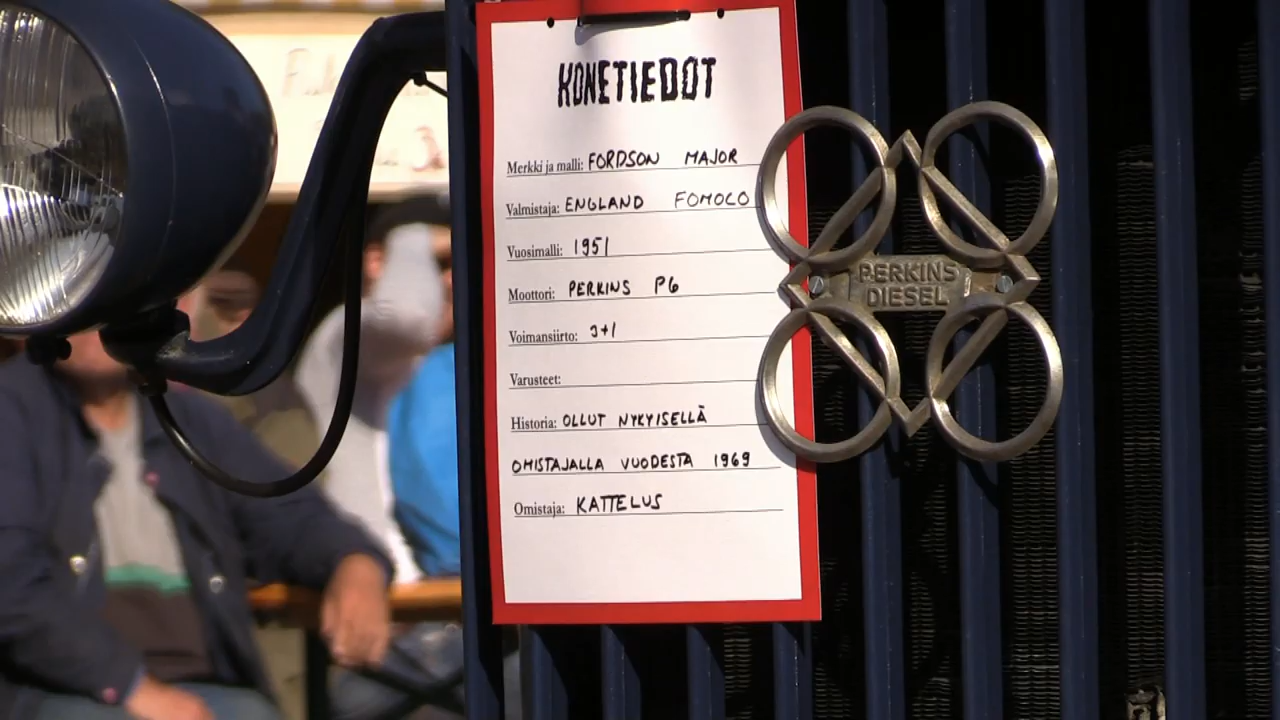 KONETIEDOT
Merkki ja malli: FORDSON MAJOR
Valmistaja: ENGLAND FOMOCO
Vuosimalli: 1951
Moottori: PERKINS P6
Voimansiirto: 3+1
Varusteet:
Historia: OLLUT NYKYISELLÄ
OMISTAJALLA VUODESTA 1969
Omistaja: KATTELUS
PERKINS
DIESEL